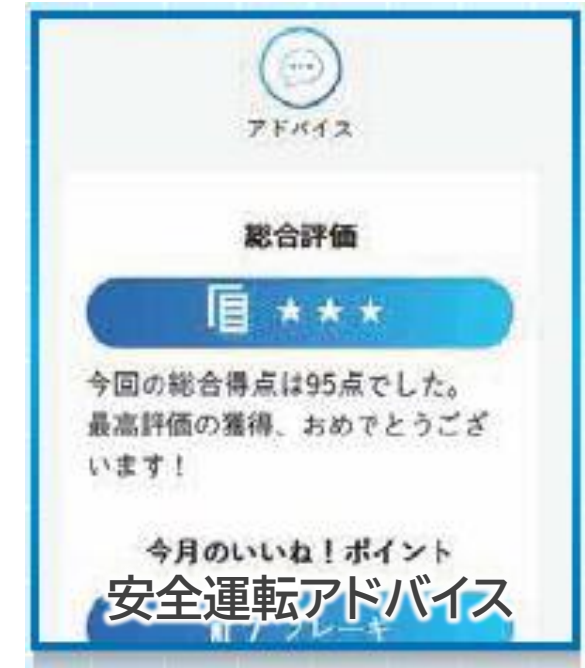 アドバイス
総合評価
★★★
今回の総合得点は95点でした。
最高評価の獲得、おめでとうござ
います!
今月のいいね!ポイント
安全運転アドバイス